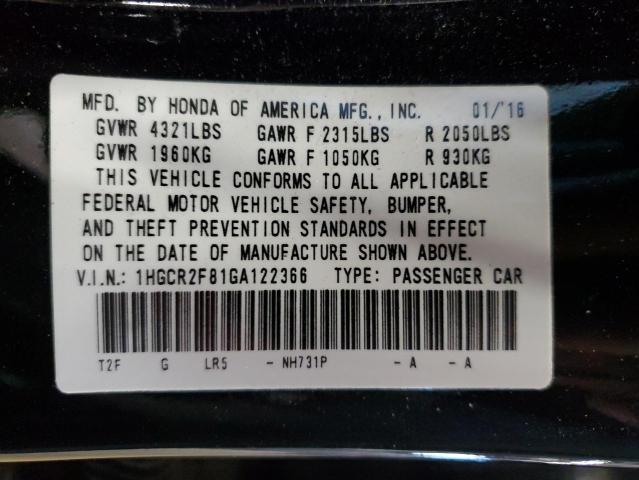 MFD. BY HONDA OF AMERICA MFG., INC. 01/'16
GVWR 4321LBS GAWR F 2315LBS R 2050LBS
GVWR 1960KG GAWR F 1050KG R 930KG
THIS VEHICLE CONFORMS TO ALL APPLICABLE
FEDERAL MOTOR VEHICLE SAFETY, BUMPER,
AND THEFT PREVENTION STANDARDS IN EFFECT
ON THE DATE OF MANUFACTURE SHOWN ABOVE.
V.I.N.: 1HGCR2F81GA122366 TYPE: PASSENGER CAR
T2F G LR5 - NH731P - A - A